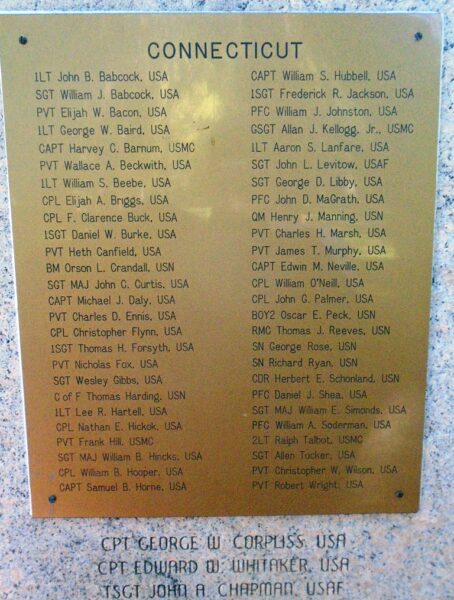 CONNECTICUT
1LT John B. Babcock, USA
SGT William J. Babcock, USA
PVT Elijah W. Bacon, USA
1LT George W. Baird, USA
CAPT Harvey C. Barnum, USMC
PVT Wallace A. Beckwith, USA
1LT William S. Beebe, USA
CPL Elijah A. Briggs, USA
CPL F. Clarence Buck, USA
1SGT Daniel W. Burke, USA
PVT Heth Canfield, USA
BM Orson L. Crandall, USN
SGT MAJ John C. Curtis, USA
CAPT Michael J. Daly, USA
PVT Charles D. Ennis, USA
CPL Christopher Flynn, USA
1SGT Thomas H. Forsyth, USA
PVT Nicholas Fox, USA
SGT Wesley Gibbs, USA
C of F Thomas Harding, USN
1LT Lee R. Hartell, USA
CPL Nathan E. Hickok, USA
PVT Frank Hill, USMC
SGT MAJ William B. Hincks, USA
CPL William B. Hooper, USA
CAPT Samuel B. Horne, USA
CAPT William S. Hubbell, USA
1SGT Frederick R. Jackson, USA
PFC William J. Johnston, USA
GSGT Allan J. Kellogg, Jr., USMC
1LT Aaron S. Lanfare, USA
SGT John L. Levitow, USAF
SGT George D. Libby, USA
PFC John D. MaGrath, USA
QM Henry J. Manning, USN
PVT Charles H. Marsh, USA
PVT James T. Murphy, USA
CAPT Edwin M. Neville, USA
CPL William O'Neill, USA
CPL John G. Palmer, USA
BOY2 Oscar E. Peck, USN
RMC Thomas J. Reeves, USN
SN George Rose, USN
SN Richard Ryan, USN
CDR Herbert E. Schonland, USN
PFC Daniel J. Shea, USA
SGT MAJ William E. Simonds, USA
PFC William A. Soderman, USA
2LT Ralph Talbot, USMC
SGT Allen Tucker, USA
PVT Christopher W. Wilson, USA
PVT Robert Wright, USA
CPT GEORGE W CORPLISS, USA
CPT EDWARD W. WHITAKER, USA
TSGT JOHN A. CHAPMAN, USAF